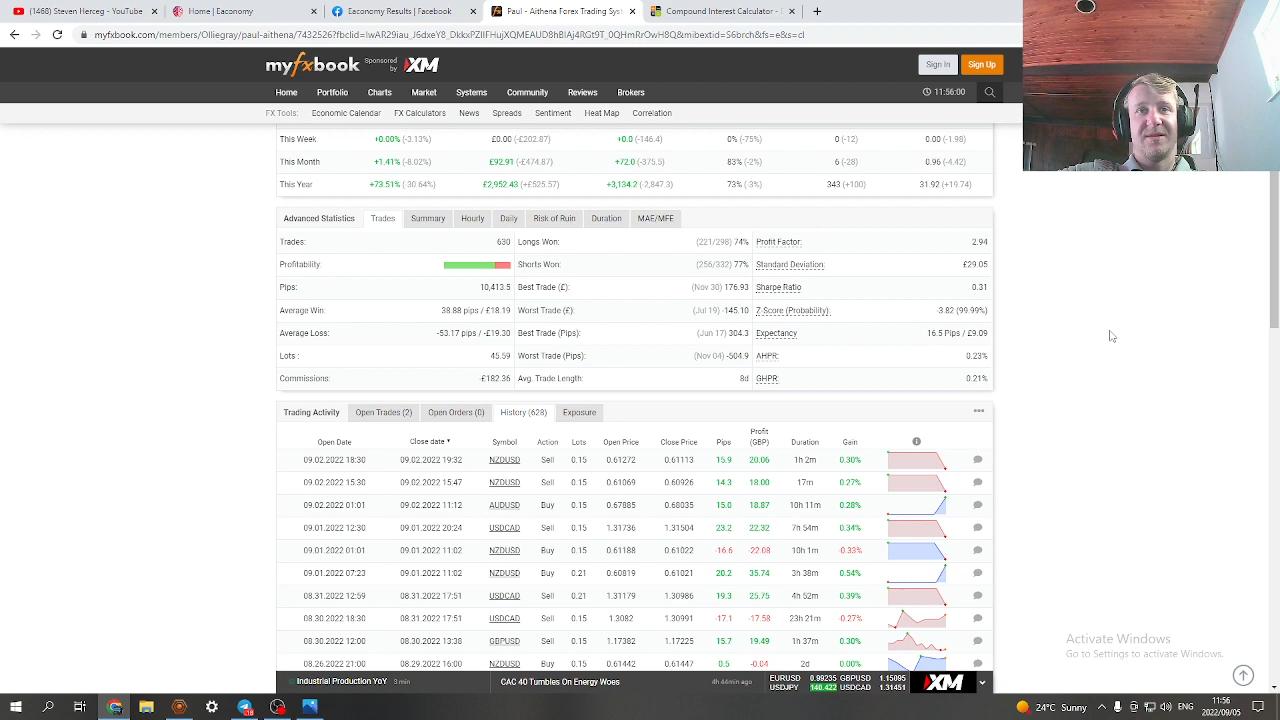 (1468) Steven Herceg - YouTube
Home | Eaconomy
Eaconomy Results | Facebook
Paul - Aithena Forex Trading Syst
Compound Interest Calculator -
myfxbook Sponsored by XM
Sign In Sign Up
Home Portfolio Charts Market Systems Community Reviews Brokers 11:56:00
FX Tools: Economic Calendar FX Calculators News Spreads Sentiment Heat Map Correlation
This Week +0.00% (-3.13%) £0.00 (-£202.87) +0.0 (-146.4) 0% (-75%) 0 (-12) 0.00 (-1.98)
This Month +1.41% (-8.02%) £92.91 (-£474.87) +72.0 (-375.5) 83% (-2%) 6 (-28) 0.96 (-4.42)
This Year +73.51% (-30.64%) £2,952.43 (+£525.57) +3,134.2 (-2,847.3) 73% (-3%) 343 (+100) 31.92 (+19.74)
Advanced Statistics Trades Summary Hourly Daily Risk of Ruin Duration MAE/MFE
Trades: 630 Longs Won: (221/298) 74% Profit Factor: 2.94
Profitability: Shorts Won: (256/332) 77% Standard Deviation: £29.05
Pips: 10,413.5 Best Trade (£): (Nov 30) 176.93 Sharpe Ratio 0.31
Average Win: 38.88 pips / £18.19 Worst Trade (£): (Jul 19) -145.10 Z-Score (Probability): -3.82 (99.99%)
Average Loss: -53.17 pips / -£19.30 Best Trade (Pips): (Jun 17) 304.3 Expectancy 16.5 Pips / £9.09
Lots : 45.59 Worst Trade (Pips): (Nov 04) -504.9 AHPR: 0.23%
Commissions: -£182.36 Avg. Trade Length: 8d GHPR: 0.21%
Trading Activity Open Trades (2) Open Orders (0) History (628) Exposure
Open Date Close date Symbol Action Lots Open Price Close Price Pips Profit (GBP) Duration Gain
09.02.2022 18:30 09.02.2022 19:32 NZDUSD Sell 0.15 0.61272 0.61113 15.9 20.06 1h 2m 0.30%
09.02.2022 15:30 09.02.2022 15:47 NZDUSD Sell 0.15 0.61069 0.60926 14.3 18.00 17m 0.27%
09.02.2022 01:01 09.02.2022 11:12 AUDUSD Buy 0.15 0.67885 0.68035 15.0 18.87 10h 11m 0.28%
09.01.2022 12:30 09.01.2022 20:24 USDCAD Sell 0.15 1.31736 1.31504 23.2 22.32 7h 54m 0.34%
09.01.2022 01:01 09.01.2022 11:02 NZDUSD Buy 0.15 0.61188 0.61022 -16.6 -22.08 10h 1m -0.33%
09.01.2022 07:23 09.01.2022 11:02 NZDUSD Buy 0.21 0.60819 0.61021 20.2 35.74 3h 38m 0.54%
08.31.2022 12:59 08.31.2022 17:51 USDCAD Sell 0.21 1.31179 1.30986 19.3 25.75 4h 52m 0.39%
08.30.2022 18:30 08.31.2022 17:51 USDCAD Sell 0.15 1.3082 1.30991 -17.1 -17.58 23h 21m -0.27%
08.30.2022 12:00 08.30.2022 13:38 GBPUSD Sell 0.15 1.17382 1.17225 15.7 19.49 1h 37m 0.30%
08.26.2022 21:00 08.29.2022 16:00 NZDUSD Buy 0.15 0.61442 0.61447 0.5 -0.04 2d 0.00%
Activate Windows
Go to Settings to activate Windows.
Industrial Production YoY 3 min CAC 40 Tumbles On Energy Woes 4h 44min ago EURUSD GBPUSD
USDJPY 140.422 USDCAD XM
11:56
2022/09/05